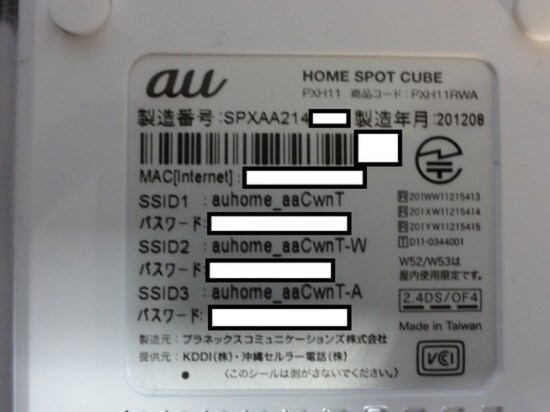 au
HOME SPOT CUBE
PXH11 商品コード：PXH11RWA
製造番号：SPXAA214 製造年月：201208
MAC[Internet]：
SSID1 ：auhome_aaCwnT
パスワード：
SSID2 ：auhome_aaCwnT-W
パスワード：
SSID3 ：auhome_aaCwnT-A
パスワード：
R 201WW11215413
R 201XW11215414
R 201YW11215415
T D11-0344001
W52/W53は
屋内使用限定です。
2.4DS/OF4
Made in Taiwan
VCI
製造元：プラネックスコミュニケーションズ株式会社
提供元：KDDI(株)・沖縄セルラー電話(株)
〈このシールは剥がさないでください〉